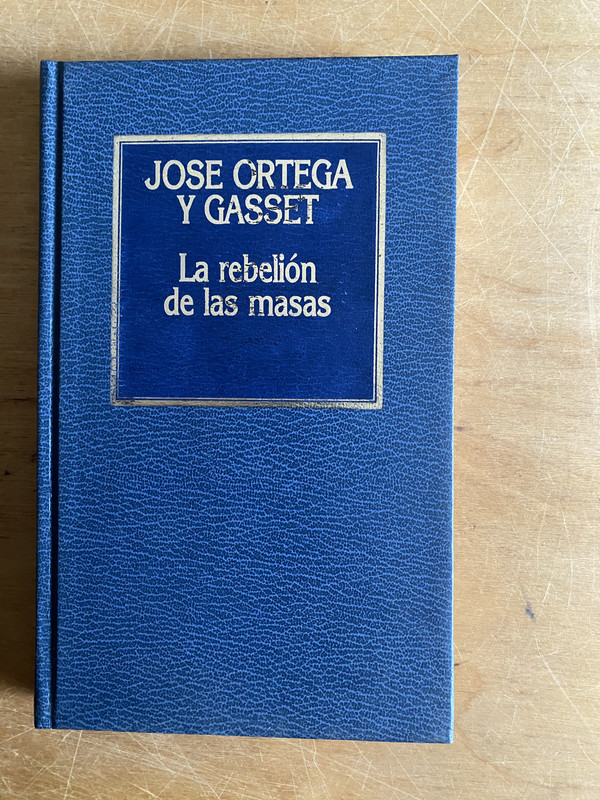 JOSE ORTEGA
Y GASSET
La rebelión
de las masas